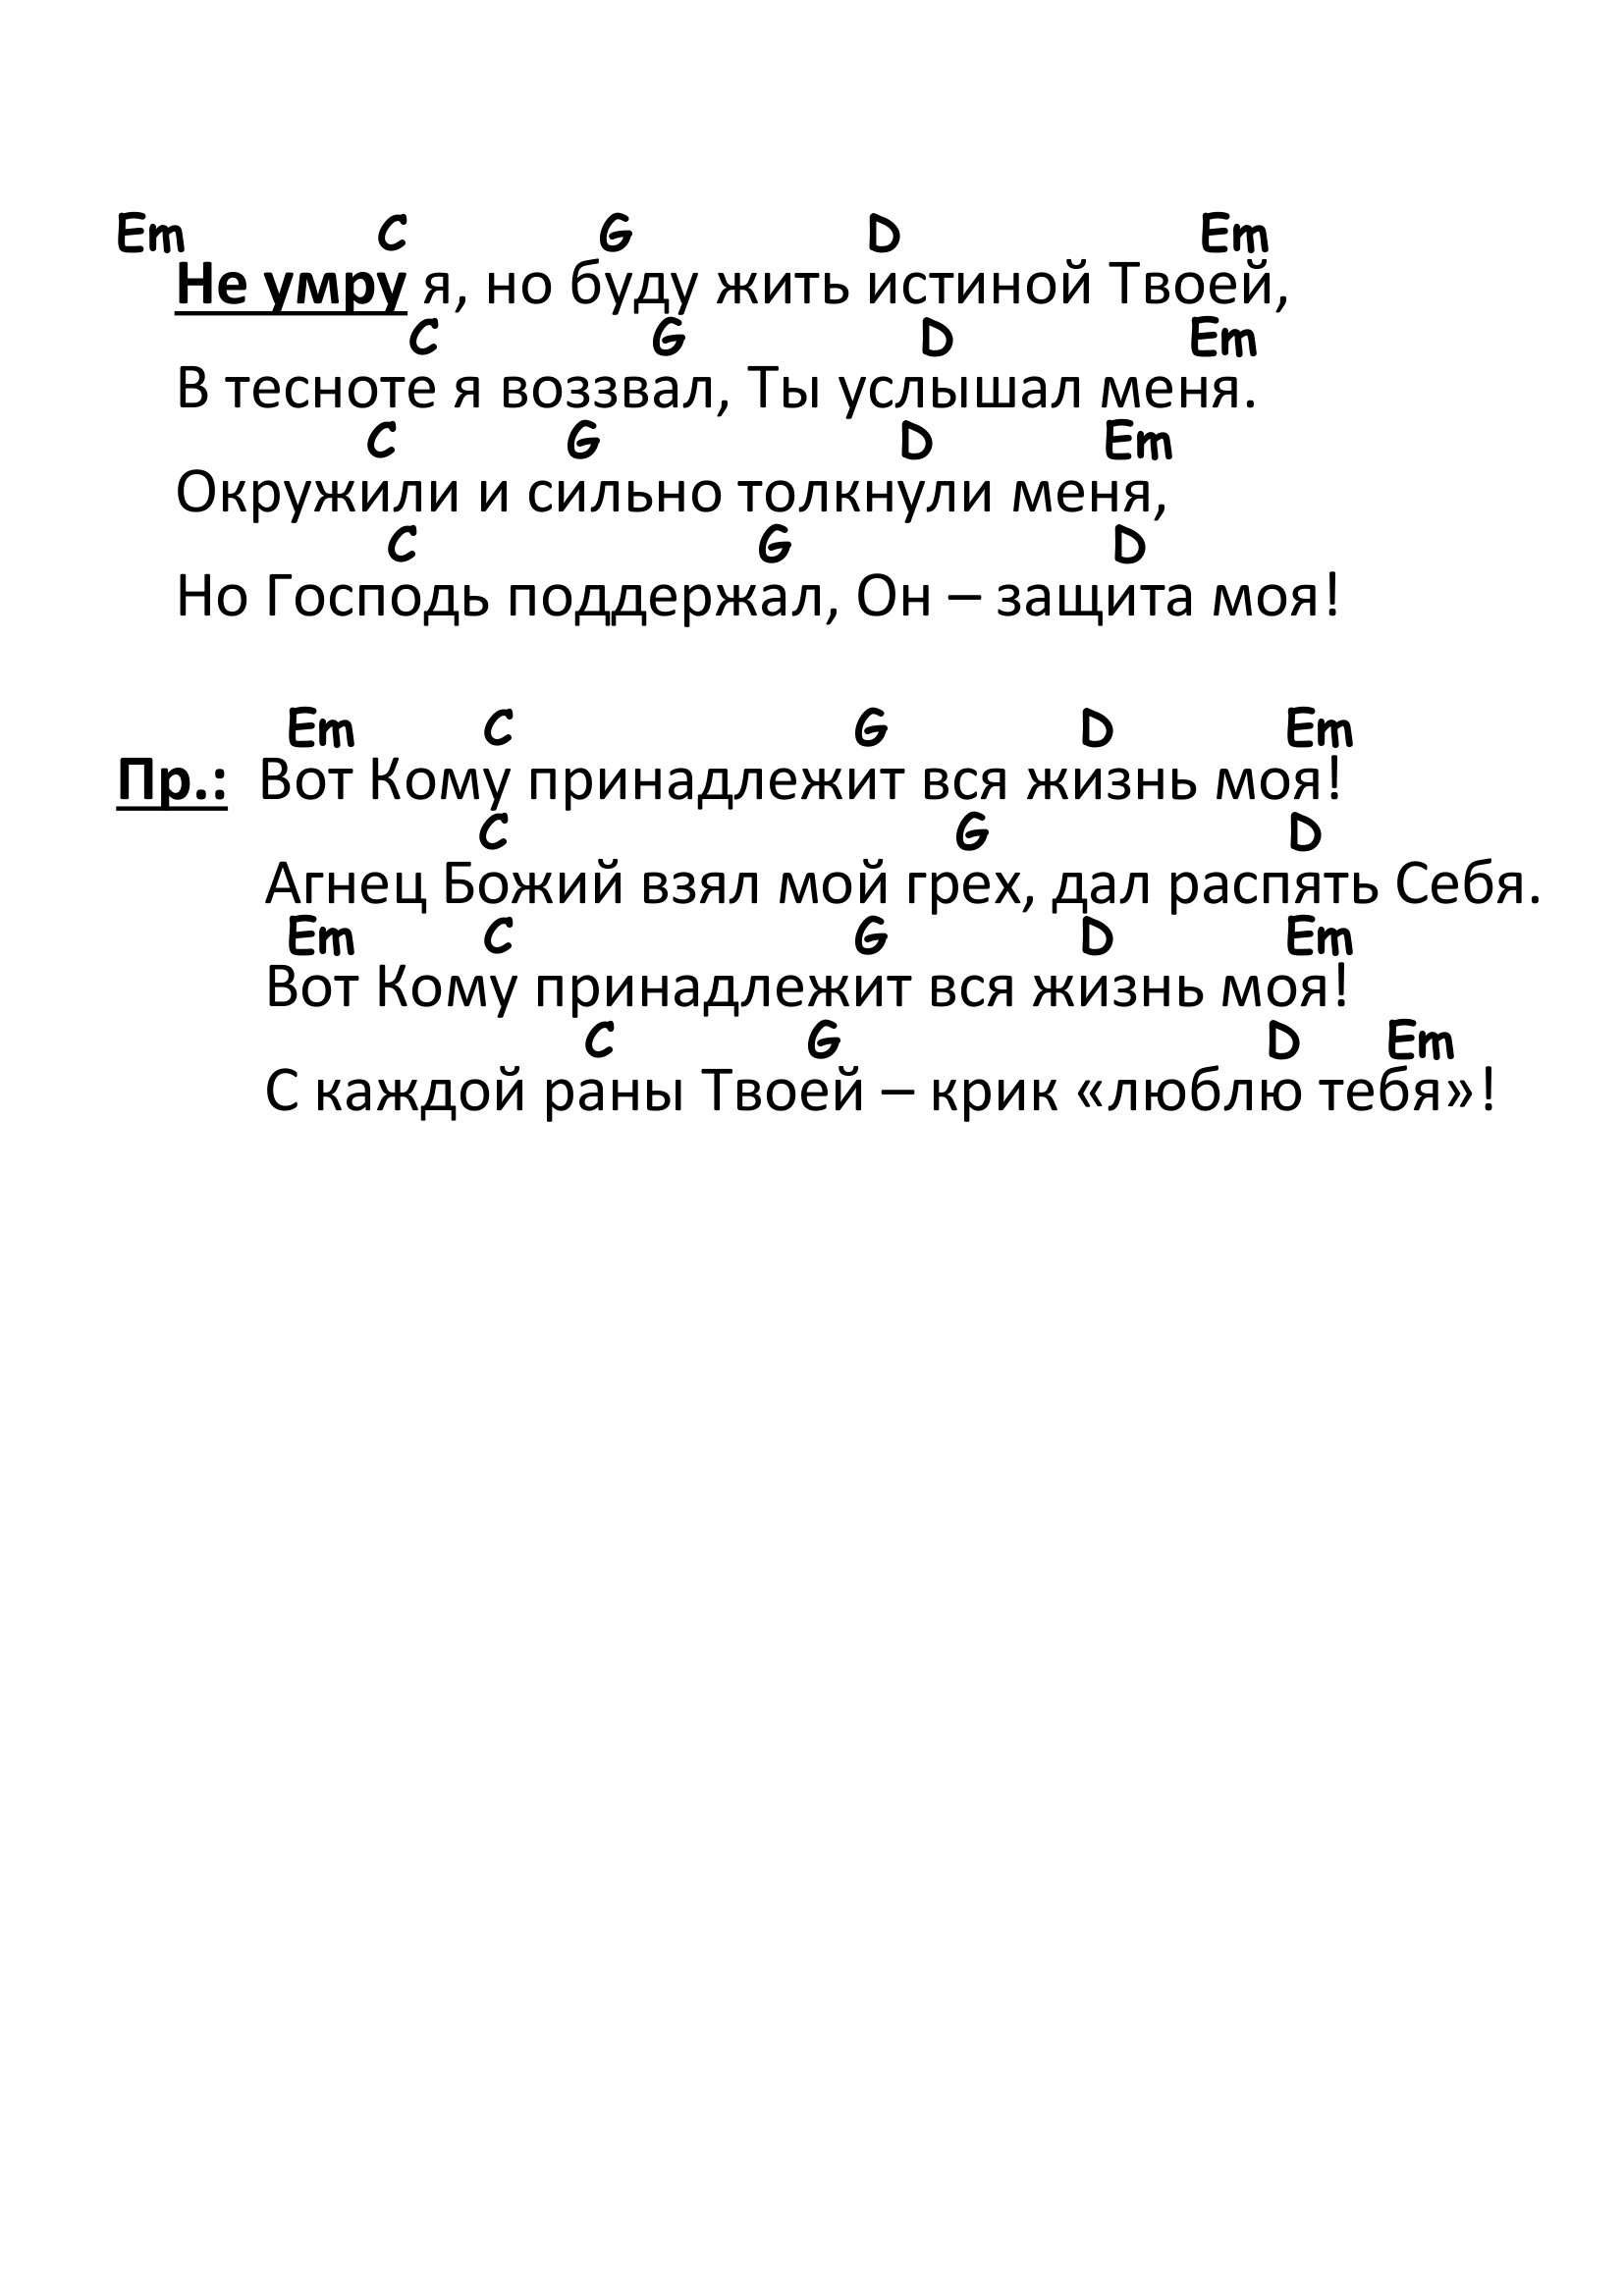 Em C G D Em
Не умру я, но буду жить истиной Твоей,
C G D Em
В тесноте я воззвал, Ты услышал меня.
C G D Em
Окружили и сильно толкнули меня,
C G D
Но Господь поддержал, Он – защита моя!
Em C G D Em
Пр.: Вот Кому принадлежит вся жизнь моя!
C G D
Агнец Божий взял мой грех, дал распять Себя.
Em C G D Em
Вот Кому принадлежит вся жизнь моя!
C G D Em
С каждой раны Твоей – крик «люблю тебя»!